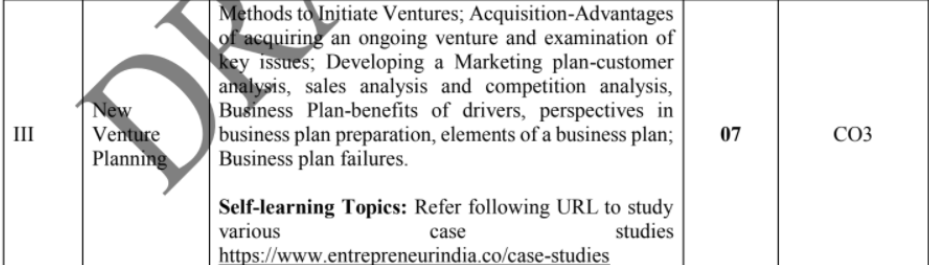 Methods to Initiate Ventures; Acquisition-Advantages
of acquiring an ongoing venture and examination of
key issues; Developing a Marketing plan-customer
analysis, sales analysis and competition analysis,
Business Plan-benefits of drivers, perspectives in
business plan preparation, elements of a business plan;
Business plan failures.
III
New
Venture
Planning
07
CO3
Self-learning Topics: Refer following URL to study
various case studies
https://www.entrepreneurindia.co/case-studies